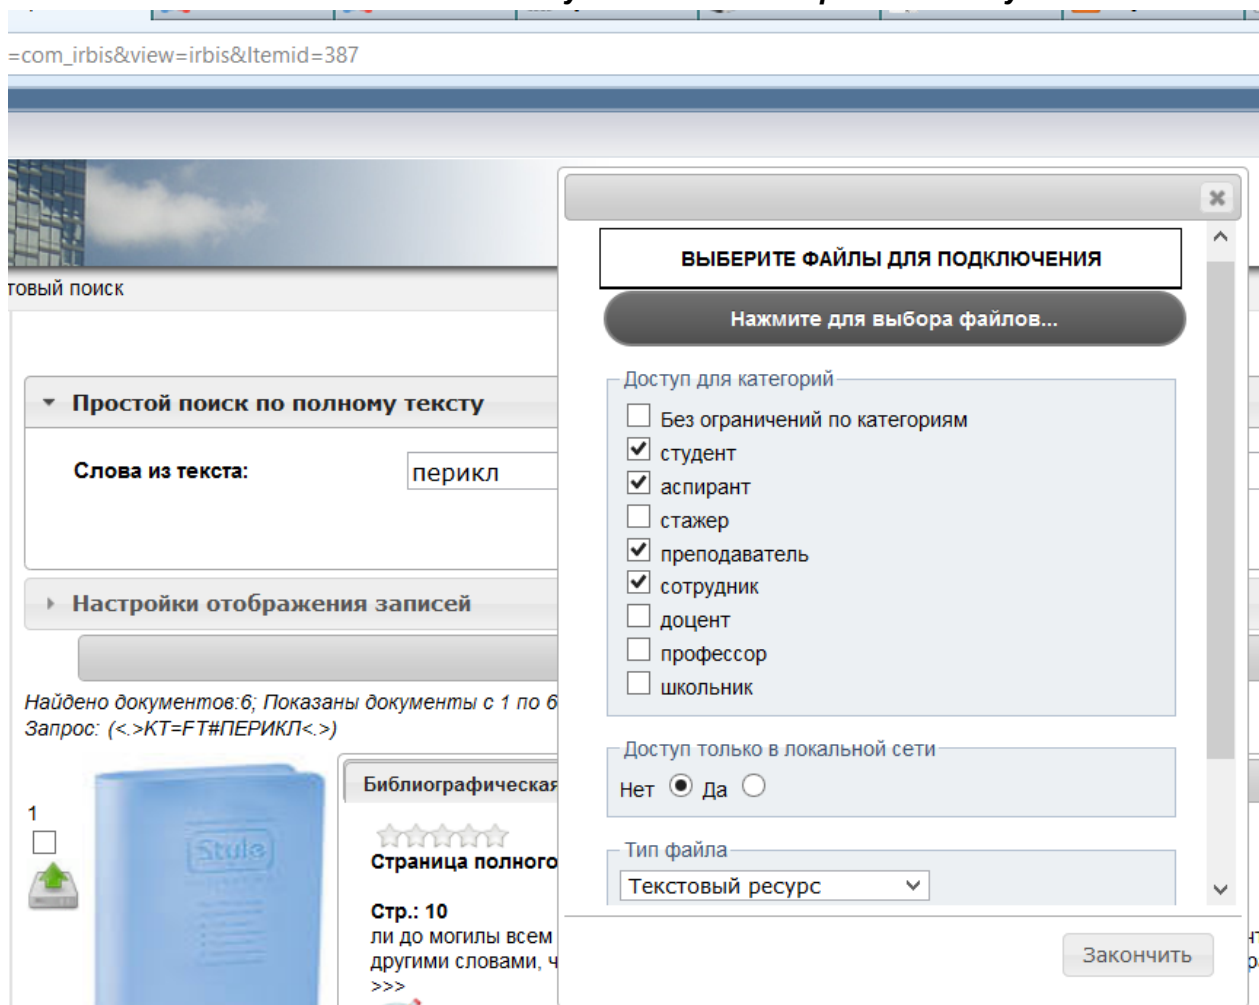 =com_irbis&view=irbis&Itemid=387
ВЫБЕРИТЕ ФАЙЛЫ ДЛЯ ПОДКЛЮЧЕНИЯ
товый поиск
Нажмите для выбора файлов...
Доступ для категорий
Без ограничений по категориям
студент
аспирант
стажер
преподаватель
сотрудник
доцент
профессор
школьник
Доступ только в локальной сети
Нет Да
Тип файла
Текстовый ресурс
Закончить
Простой поиск по полному тексту
Слова из текста: перикл
Настройки отображения записей
Найдено документов:6; Показаны документы с 1 по 6
Запрос: (<.>KT=FT#ПЕРИКЛ<.>)
1
Style
Библиографическая
Страница полного
Стр.: 10
ли до могилы всем
другими словами, ч
>>>